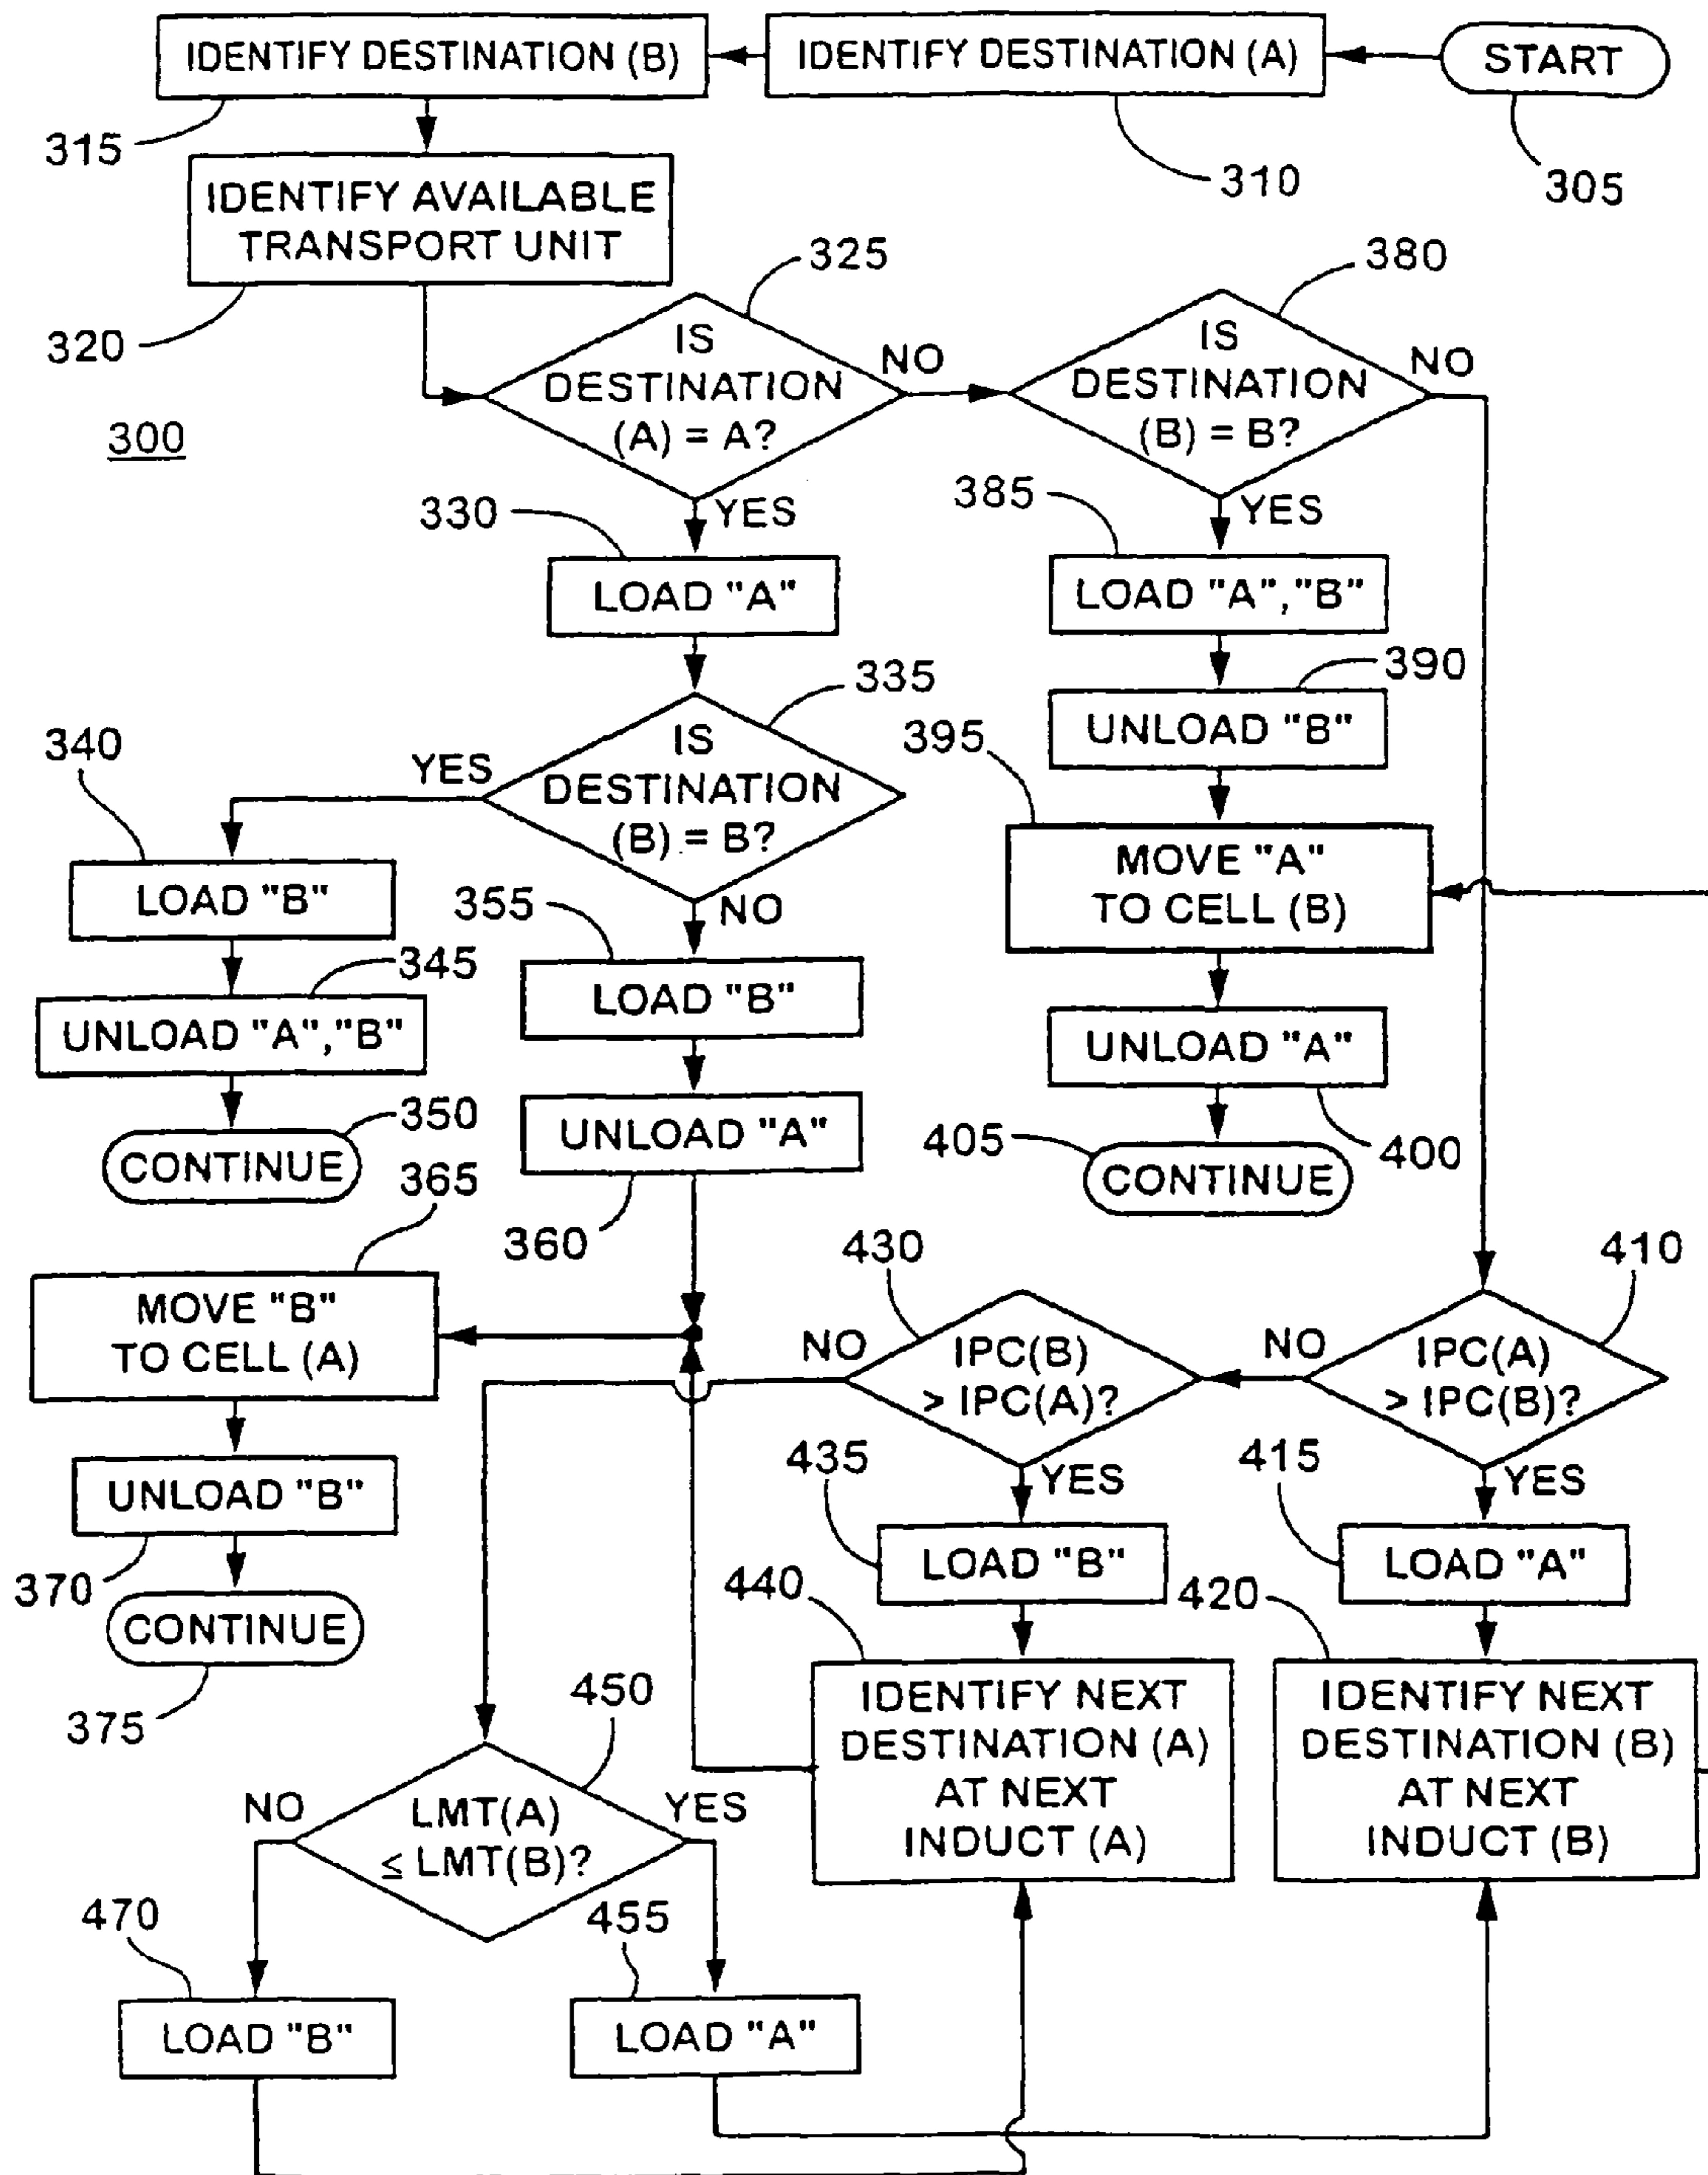 IDENTIFY DESTINATION (B)
IDENTIFY DESTINATION (A)
START
315
310
305
IDENTIFY AVAILABLE
TRANSPORT UNIT
320
325
380
IS
DESTINATION
(A) = A?
NO
IS
DESTINATION
(B) = B?
NO
300
YES
YES
330
385
LOAD "A"
LOAD "A","B"
335
390
UNLOAD "B"
340
YES
IS
DESTINATION
(B) = B?
NO
395
MOVE "A"
TO CELL (B)
LOAD "B"
355
LOAD "B"
345
UNLOAD "A","B"
UNLOAD "A"
350
CONTINUE
UNLOAD "A"
400
405
CONTINUE
365
360
MOVE "B"
TO CELL (A)
430
410
NO
IPC(B)
> IPC(A)?
NO
IPC(A)
> IPC(B)?
YES
YES
UNLOAD "B"
370
435
415
LOAD "B"
LOAD "A"
CONTINUE
375
440
420
IDENTIFY NEXT
DESTINATION (A)
AT NEXT
INDUCT (A)
IDENTIFY NEXT
DESTINATION (B)
AT NEXT
INDUCT (B)
450
NO
LMT(A)
≤ LMT(B)?
YES
470
455
LOAD "B"
LOAD "A"